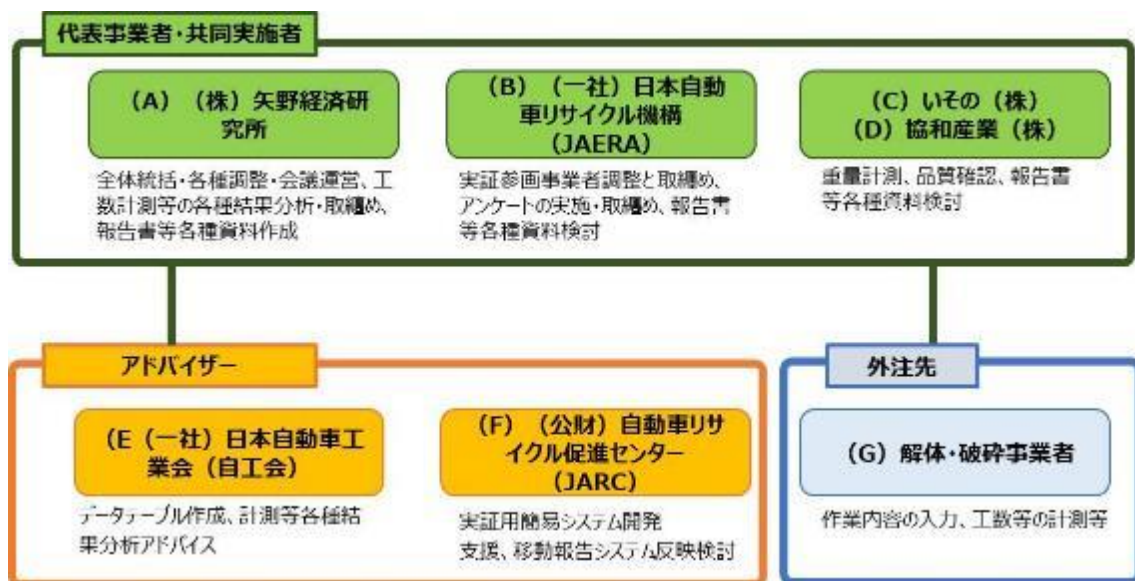 代表事業者・共同実施者
(A) (株) 矢野経済研
究所
全体統括・各種調整・会議運営、工
数計測等の各種結果分析・取纏め、
報告書等各種資料作成
(B) (一社) 日本自動
車リサイクル機構
(JAERA)
実証参画事業者調整と取纏め、
アンケートの実施・取纏め、報告書
等各種資料検討
(C) いその (株)
(D) 協和産業 (株)
重量計測、品質確認、報告書
等各種資料検討
アドバイザー
(E (一社) 日本自動車工
業会 (自工会)
データテーブル作成、計測等各種結
果分析アドバイス
(F) (公財) 自動車リサ
イクル促進センター
(JARC)
実証用簡易システム開発
支援、移動報告システム反映検討
外注先
(G) 解体・破砕事業者
作業内容の入力、工数等の計測等